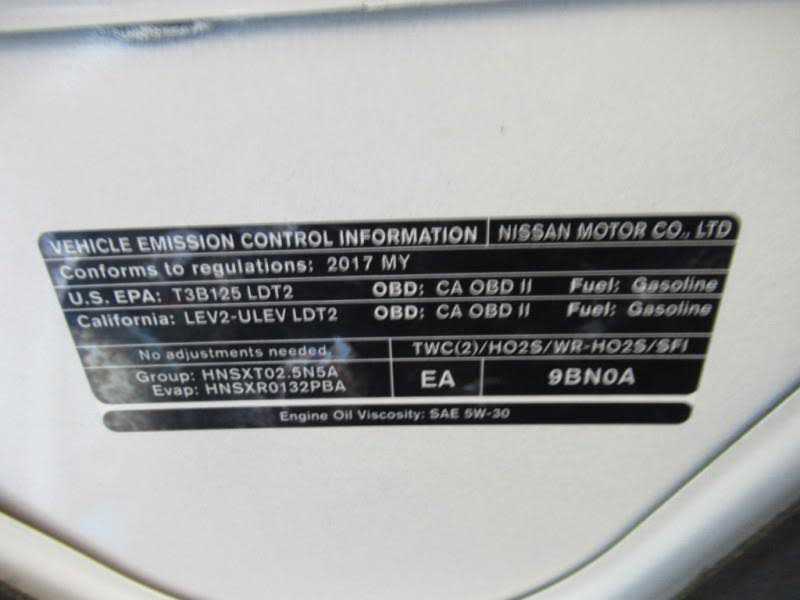 VEHICLE EMISSION CONTROL INFORMATION NISSAN MOTOR CO., LTD
Conforms to regulations: 2017 MY
U.S. EPA: T3B125 LDT2 OBD: CA OBD II Fuel: Gasoline
California: LEV2-ULEV LDT2 OBD: CA OBD II Fuel: Gasoline
No adjustments needed. TWC(2)/HO2S/WR-HO2S/SFI
Group: HNSXT02.5N5A
Evap: HNSXR0132PBA
EA 9BN0A
Engine Oil Viscosity: SAE 5W-30